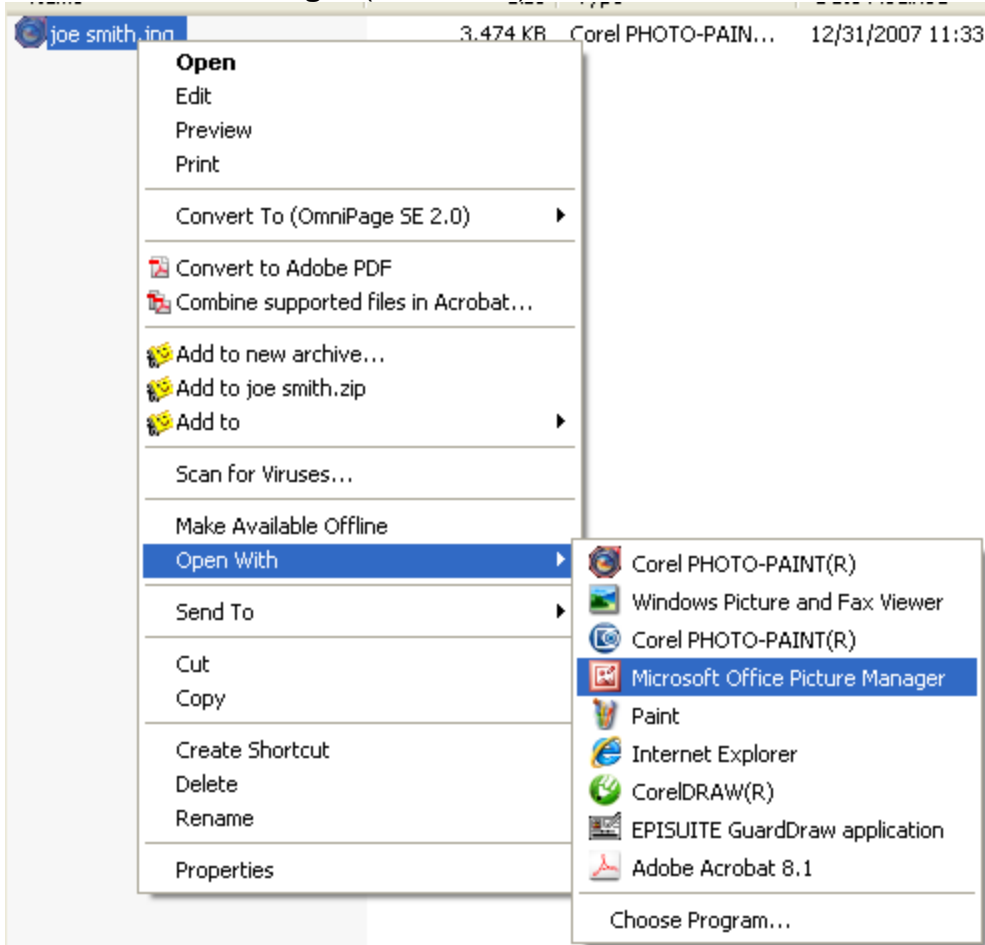 joe smith.jpg 3,474 KB Corel PHOTO-PAIN... 12/31/2007 11:33
Open
Edit
Preview
Print
Convert To (OmniPage SE 2.0)
Convert to Adobe PDF
Combine supported files in Acrobat...
Add to new archive...
Add to joe smith.zip
Add to
Scan for Viruses...
Make Available Offline
Open With
Send To
Cut
Copy
Create Shortcut
Delete
Rename
Properties
Corel PHOTO-PAINT(R)
Windows Picture and Fax Viewer
Corel PHOTO-PAINT(R)
Microsoft Office Picture Manager
Paint
Internet Explorer
CorelDRAW(R)
EPISUITE GuardDraw application
Adobe Acrobat 8.1
Choose Program...